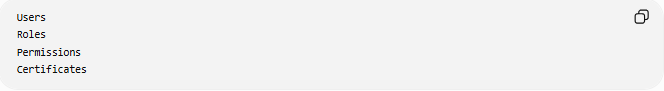 Users
Roles
Permissions
Certificates